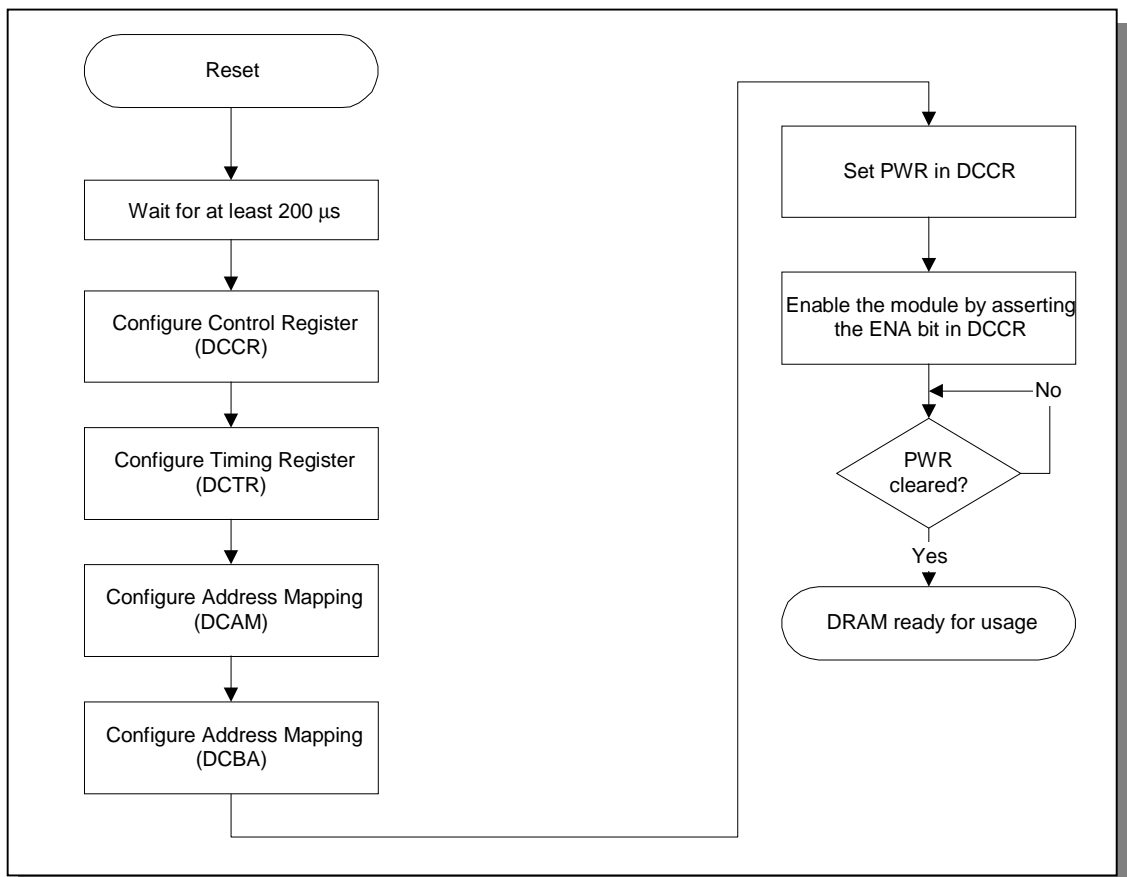 Reset
Wait for at least 200 μs
Configure Control Register
(DCCR)
Configure Timing Register
(DCTR)
Configure Address Mapping
(DCAM)
Configure Address Mapping
(DCBA)
Set PWR in DCCR
Enable the module by asserting
the ENA bit in DCCR
No
PWR
cleared?
Yes
DRAM ready for usage